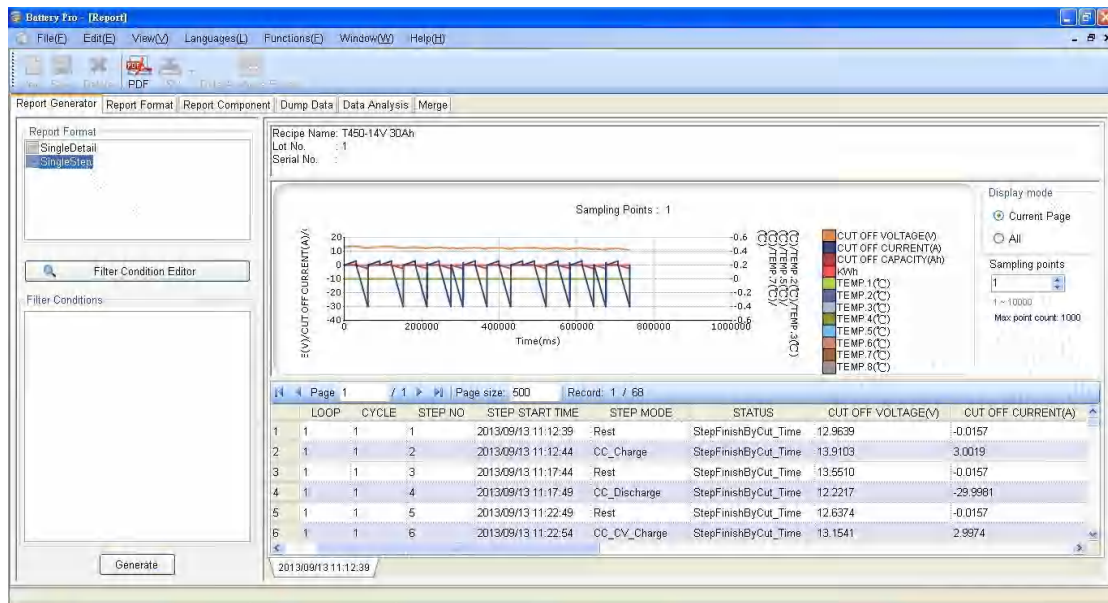 Battery Pro - [Report]
File(F) Edit(E) View(V) Languages(L) Functions(F) Window(W) Help(H)
PDF
Report Generator Report Format Report Component Dump Data Data Analysis Merge
Report Format
SingleDetail
SingleStep
Filter Condition Editor
Filter Conditions
Generate
Recipe Name: T450-14V 30Ah
Lot No. : 1
Serial No. :
Sampling Points : 1
E(V)/CUT OFF CURRENT(A)/
20
10
0
-10
-20
-30
-40
0 200000 400000 600000 800000 1000000
Time(ms)
0.6
0.4
0.2
0
-0.2
-0.4
-0.6
(℃)/TEMP.7(℃)/
(℃)/TEMP.5(℃)/
(℃)/TEMP.2(℃)/TEMP.3(℃)
CUT OFF VOLTAGE(V)
CUT OFF CURRENT(A)
CUT OFF CAPACITY(Ah)
KWh
TEMP.1(℃)
TEMP.2(℃)
TEMP.3(℃)
TEMP.4(℃)
TEMP.5(℃)
TEMP.6(℃)
TEMP.7(℃)
TEMP.8(℃)
Display mode
Current Page
All
Sampling points
1
1 ~ 10000
Max point count: 1000
Page 1 / 1 Page size: 500 Record: 1 / 68
LOOP CYCLE STEP NO STEP START TIME STEP MODE STATUS CUT OFF VOLTAGE(V) CUT OFF CURRENT(A)
1 1 1 1 2013/09/13 11:12:39 Rest StepFinishByCut_Time 12.9639 -0.0157
2 1 1 2 2013/09/13 11:12:44 CC_Charge StepFinishByCut_Time 13.9103 3.0019
3 1 1 3 2013/09/13 11:17:44 Rest StepFinishByCut_Time 13.5510 -0.0157
4 1 1 4 2013/09/13 11:17:49 CC_Discharge StepFinishByCut_Time 12.2217 -29.9981
5 1 1 5 2013/09/13 11:22:49 Rest StepFinishByCut_Time 12.6374 -0.0157
6 1 1 6 2013/09/13 11:22:54 CC_CV_Charge StepFinishByCut_Time 13.1541 2.9974
2013/09/13 11:12:39